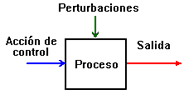 Perturbaciones
Acción de
control
Proceso
Salida